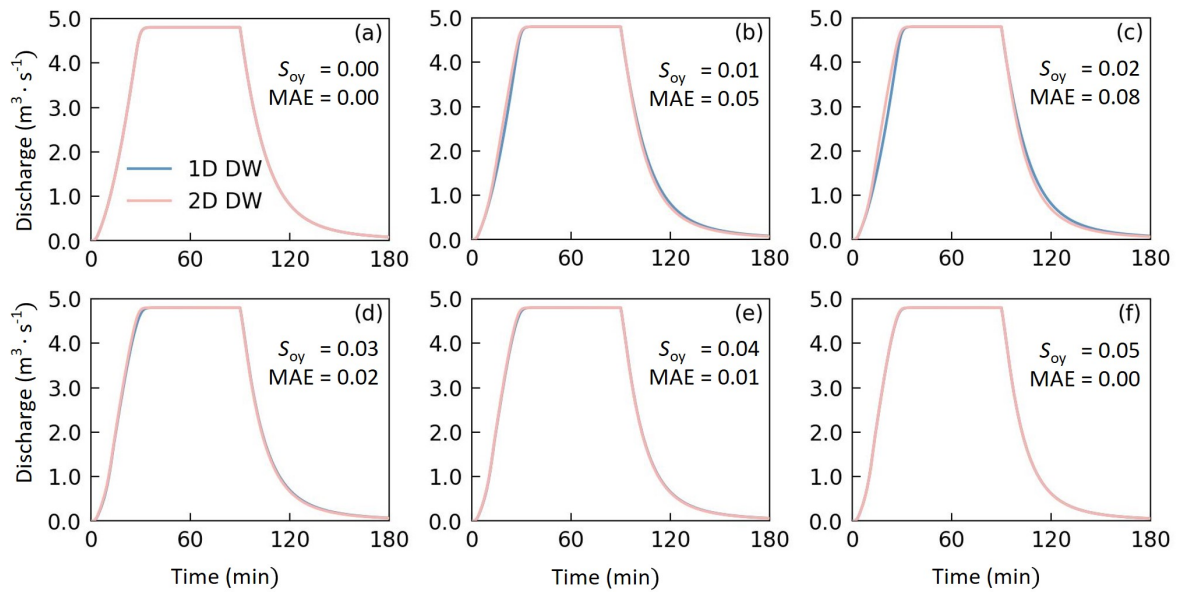 Discharge (m³ · s⁻¹)
5.0
4.0
3.0
2.0
1.0
0.0
0
60
120
180
(a)
Soy = 0.00
MAE = 0.00
1D DW
2D DW
5.0
4.0
3.0
2.0
1.0
0.0
0
60
120
180
(b)
Soy = 0.01
MAE = 0.05
5.0
4.0
3.0
2.0
1.0
0.0
0
60
120
180
(c)
Soy = 0.02
MAE = 0.08
Discharge (m³ · s⁻¹)
5.0
4.0
3.0
2.0
1.0
0.0
0
60
120
180
(d)
Soy = 0.03
MAE = 0.02
Time (min)
5.0
4.0
3.0
2.0
1.0
0.0
0
60
120
180
(e)
Soy = 0.04
MAE = 0.01
Time (min)
5.0
4.0
3.0
2.0
1.0
0.0
0
60
120
180
(f)
Soy = 0.05
MAE = 0.00
Time (min)